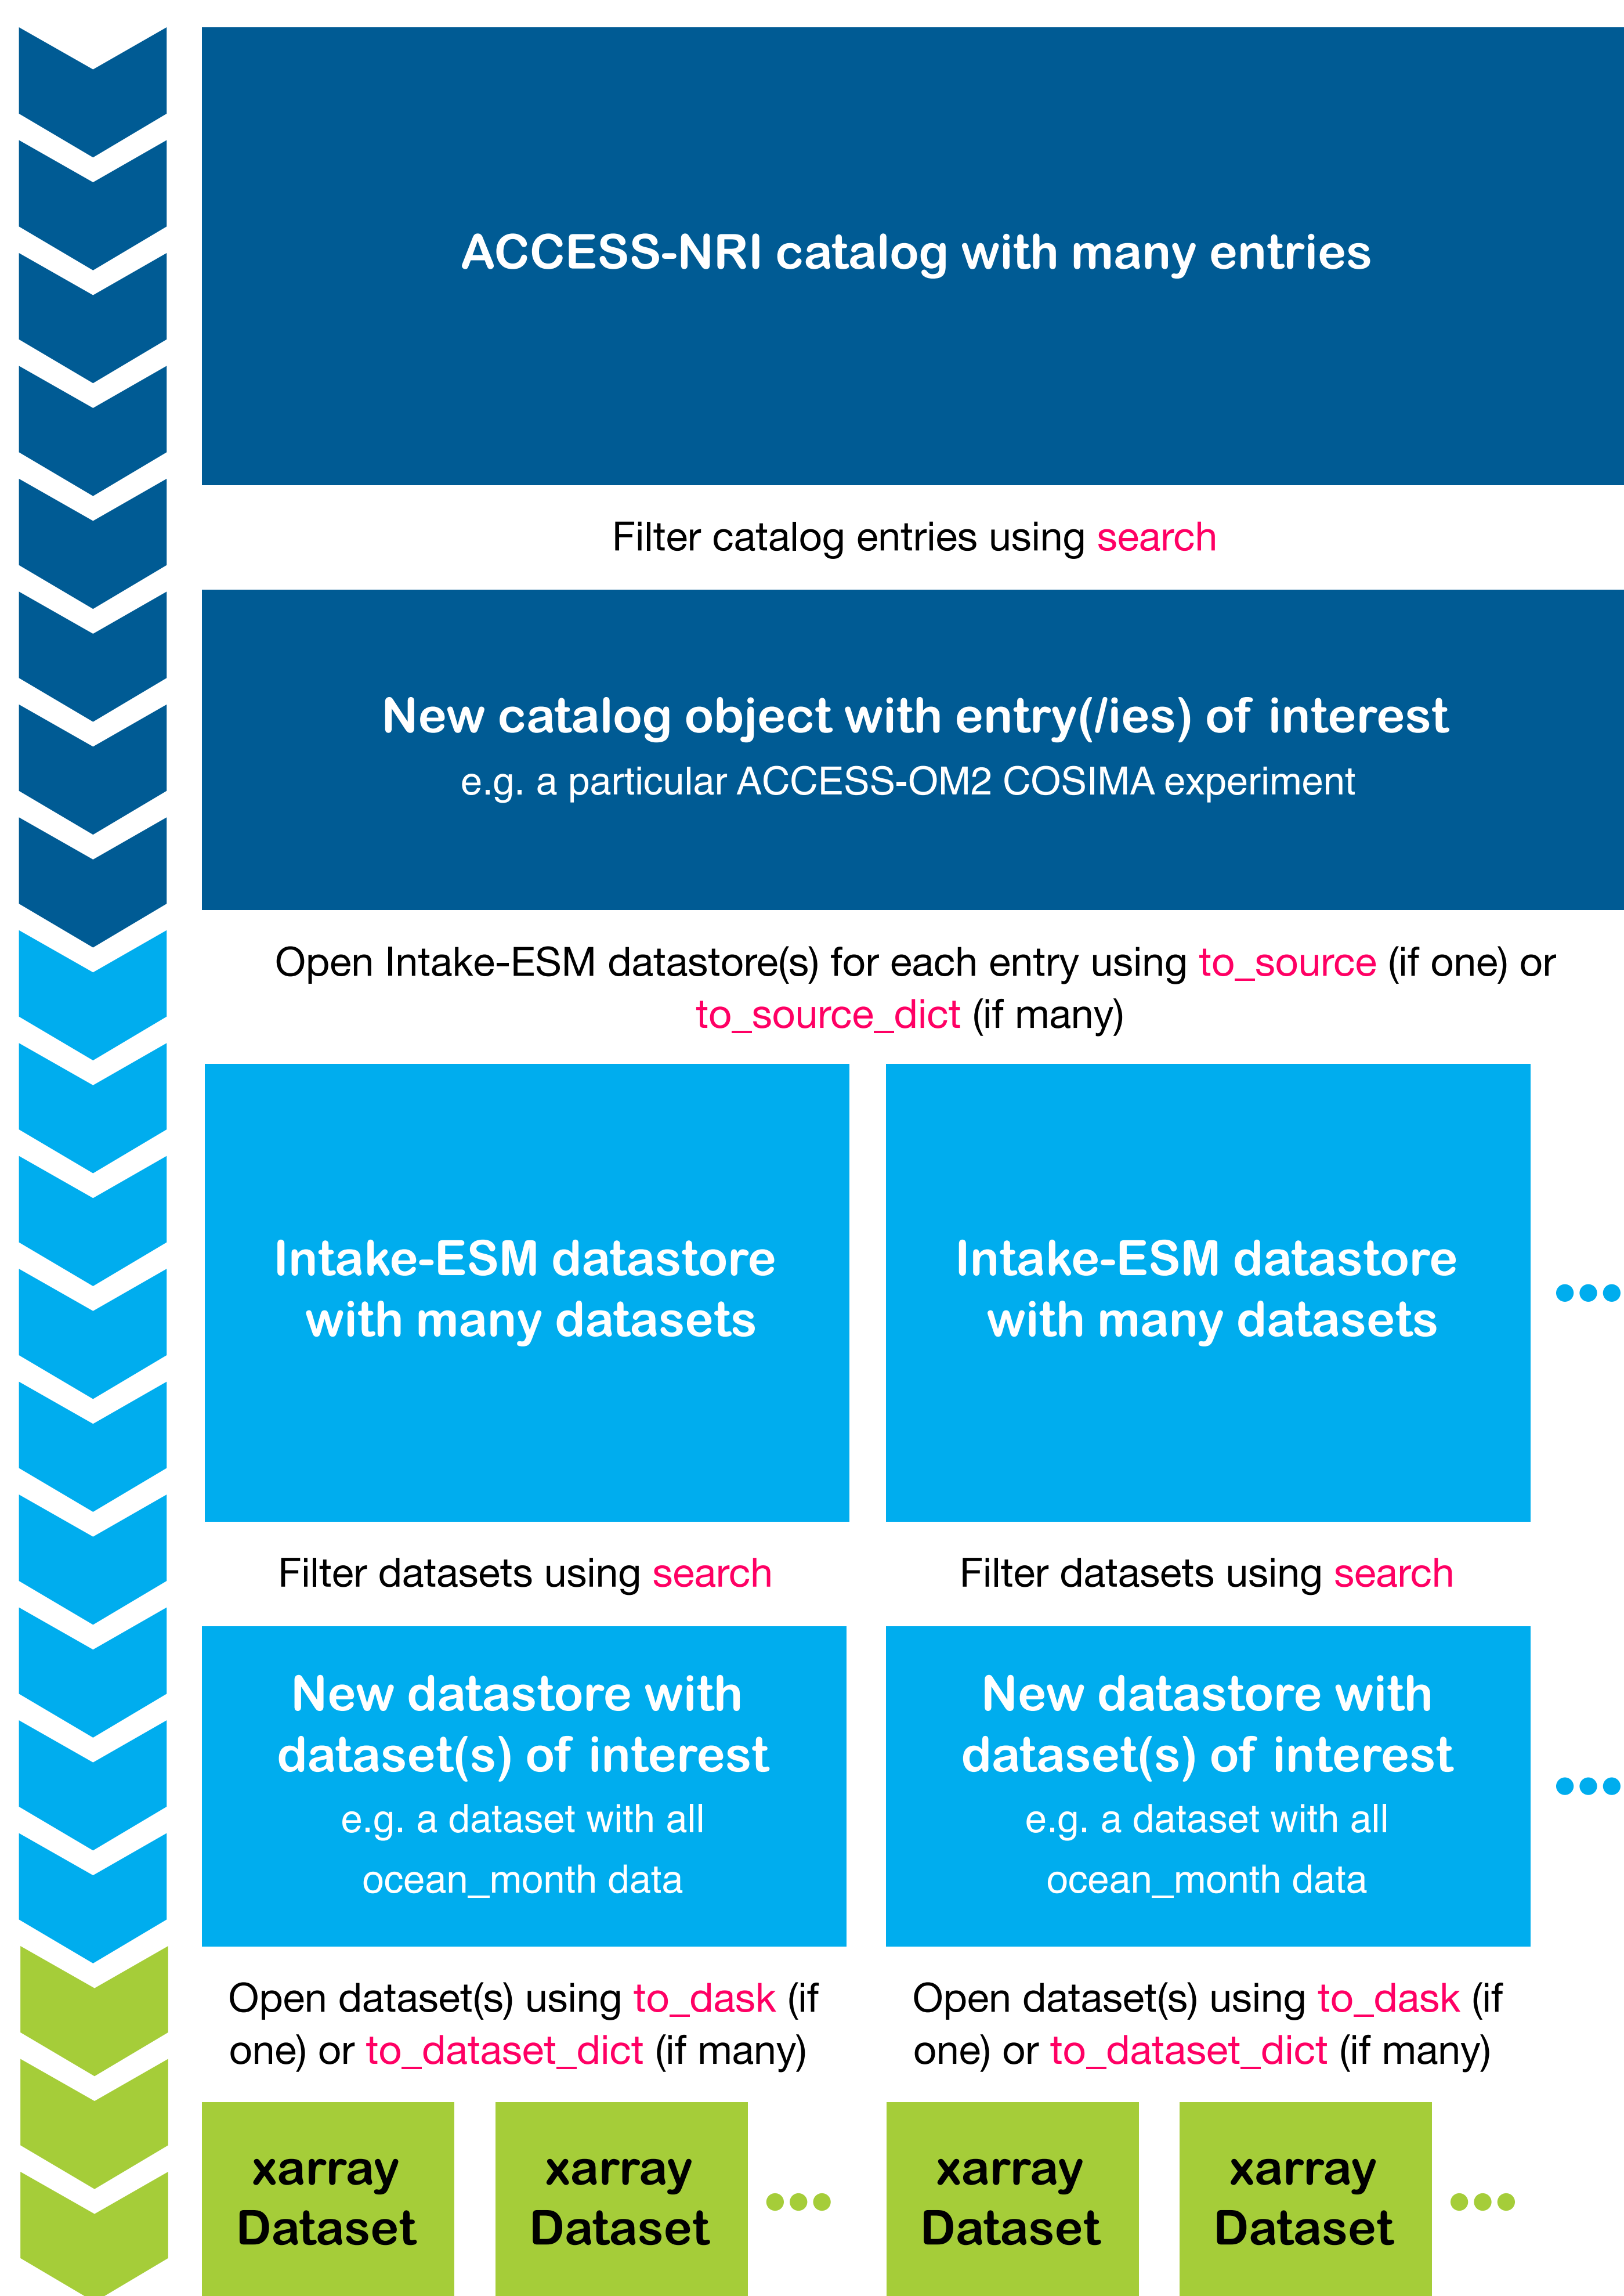 ACCESS-NRI catalog with many entries
Filter catalog entries using search
New catalog object with entry(/ies) of interest
e.g. a particular ACCESS-OM2 COSIMA experiment
Open Intake-ESM datastore(s) for each entry using to_source (if one) or
to_source_dict (if many)
Intake-ESM datastore
with many datasets
Intake-ESM datastore
with many datasets
Filter datasets using search
Filter datasets using search
New datastore with
dataset(s) of interest
e.g. a dataset with all
ocean_month data
New datastore with
dataset(s) of interest
e.g. a dataset with all
ocean_month data
Open dataset(s) using to_dask (if
one) or to_dataset_dict (if many)
Open dataset(s) using to_dask (if
one) or to_dataset_dict (if many)
xarray
Dataset
xarray
Dataset
xarray
Dataset
xarray
Dataset